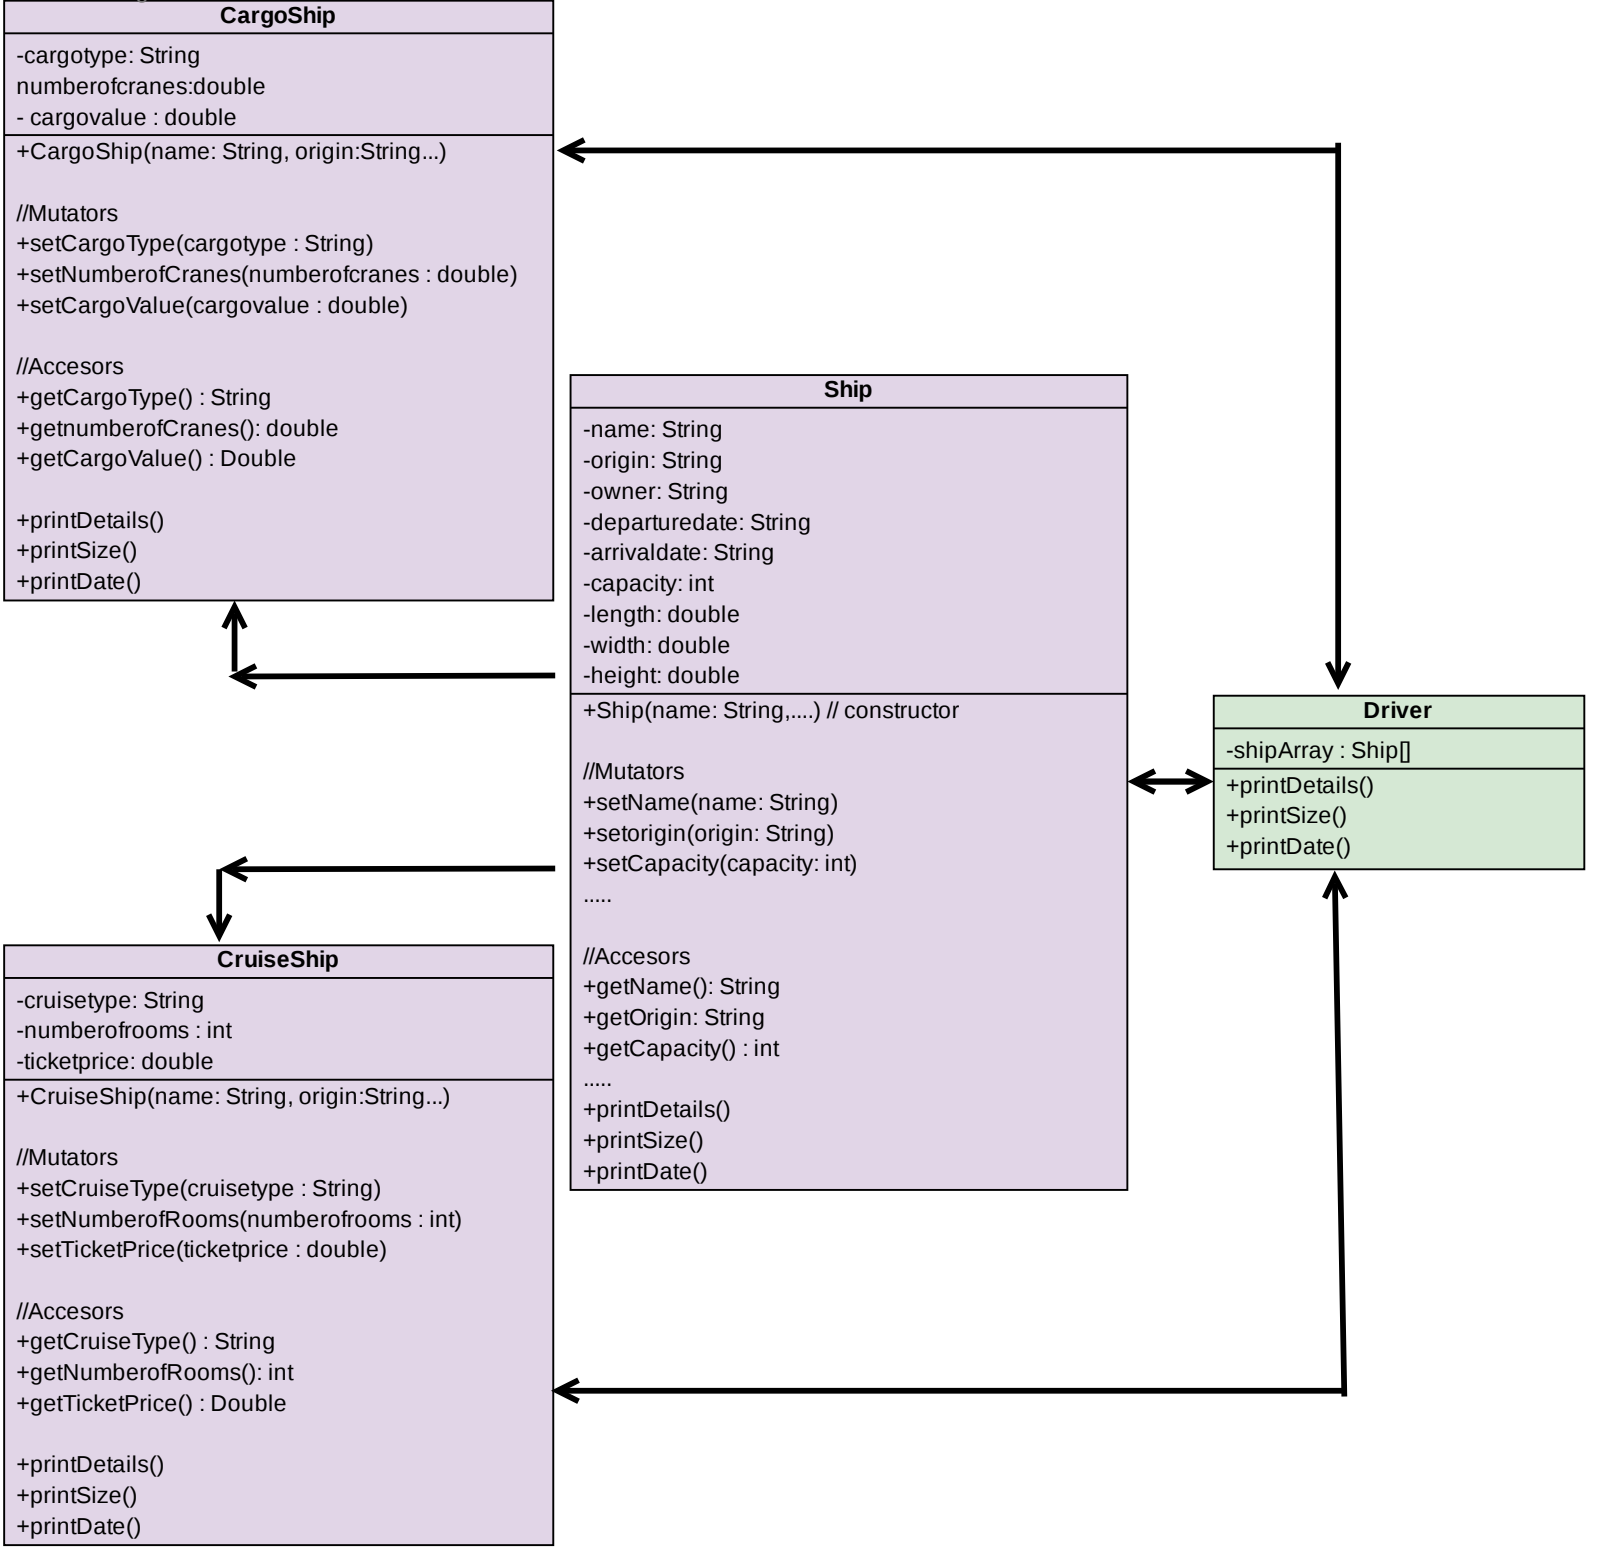 CargoShip
-cargotype: String
numberofcranes:double
- cargovalue : double
+CargoShip(name: String, origin:String...)
//Mutators
+setCargoType(cargotype : String)
+setNumberofCranes(numberofcranes : double)
+setCargoValue(cargovalue : double)
//Accesors
+getCargoType() : String
+getnumberofCranes(): double
+getCargoValue() : Double
+printDetails()
+printSize()
+printDate()
Ship
-name: String
-origin: String
-owner: String
-departuredate: String
-arrivaldate: String
-capacity: int
-length: double
-width: double
-height: double
+Ship(name: String,....) // constructor
//Mutators
+setName(name: String)
+setorigin(origin: String)
+setCapacity(capacity: int)
.....
//Accesors
+getName(): String
+getOrigin: String
+getCapacity() : int
.....
+printDetails()
+printSize()
+printDate()
Driver
-shipArray : Ship[]
+printDetails()
+printSize()
+printDate()
CruiseShip
-cruisetype: String
-numberofrooms : int
-ticketprice: double
+CruiseShip(name: String, origin:String...)
//Mutators
+setCruiseType(cruisetype : String)
+setNumberofRooms(numberofrooms : int)
+setTicketPrice(ticketprice : double)
//Accesors
+getCruiseType() : String
+getNumberofRooms(): int
+getTicketPrice() : Double
+printDetails()
+printSize()
+printDate()